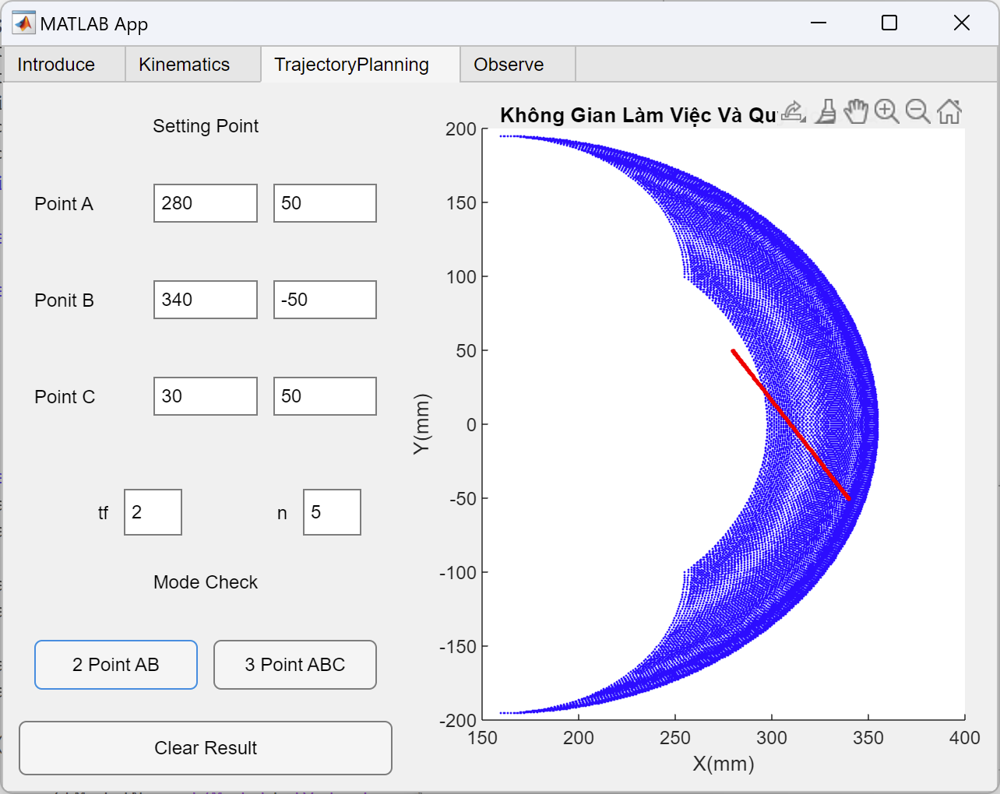 MATLAB App
Introduce
Kinematics
TrajectoryPlanning
Observe
Setting Point
Point A
280
50
Ponit B
340
-50
Point C
30
50
tf
2
n
5
Mode Check
2 Point AB
3 Point ABC
Clear Result
Không Gian Làm Việc Và Qu
200
150
100
50
0
-50
-100
-150
-200
Y(mm)
150
200
250
300
350
400
X(mm)